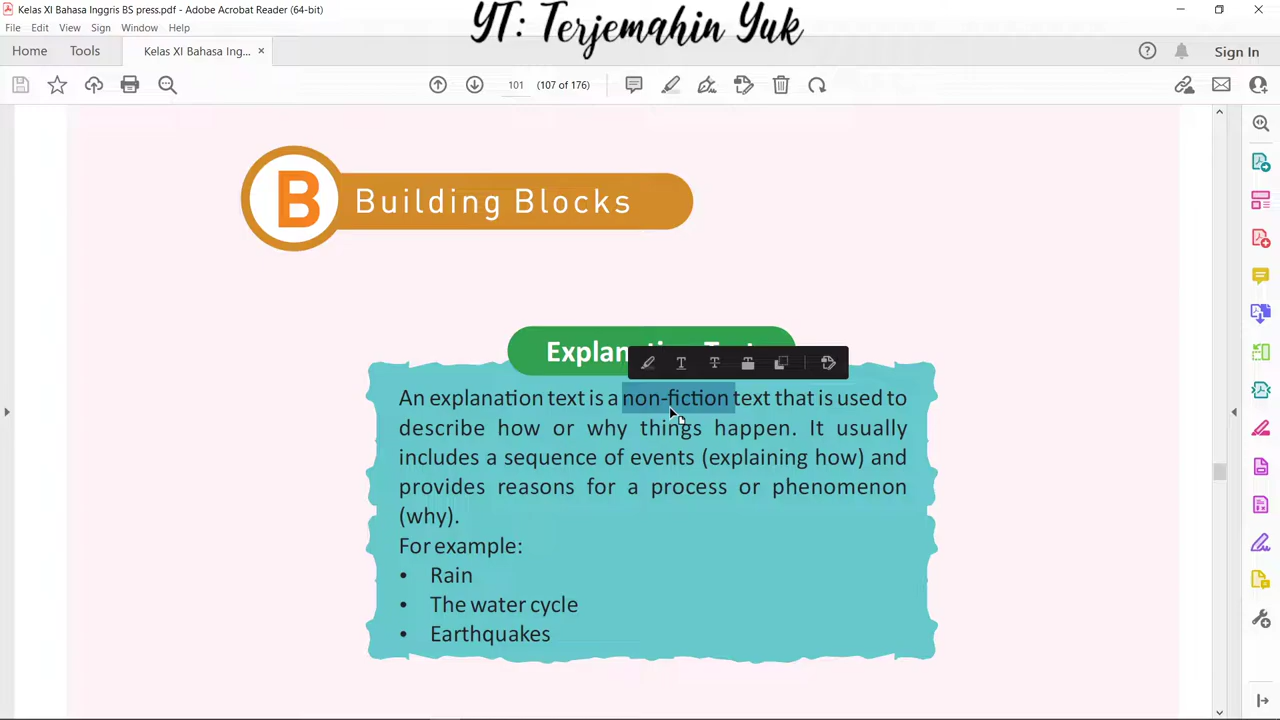 Kelas XI Bahasa Inggris BS press.pdf - Adobe Acrobat Reader (64-bit)
YT: Terjemahin Yuk
File Edit View Sign Window Help
Home Tools Kelas XI Bahasa Ing... × Sign In
101 (107 of 176)
B Building Blocks
An explanation text is a non-fiction text that is used to
describe how or why things happen. It usually
includes a sequence of events (explaining how) and
provides reasons for a process or phenomenon
(why).
For example:
• Rain
• The water cycle
• Earthquakes